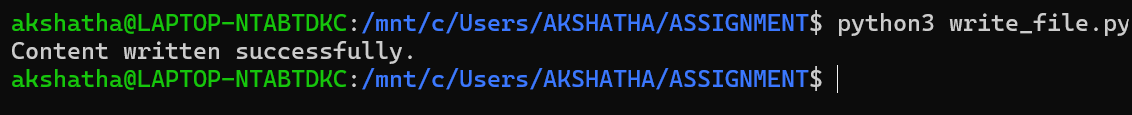 akshatha@LAPTOP-NTABTDKC:/mnt/c/Users/AKSHATHA/ASSIGNMENT$ python3 write_file.py
Content written successfully.
akshatha@LAPTOP-NTABTDKC:/mnt/c/Users/AKSHATHA/ASSIGNMENT$